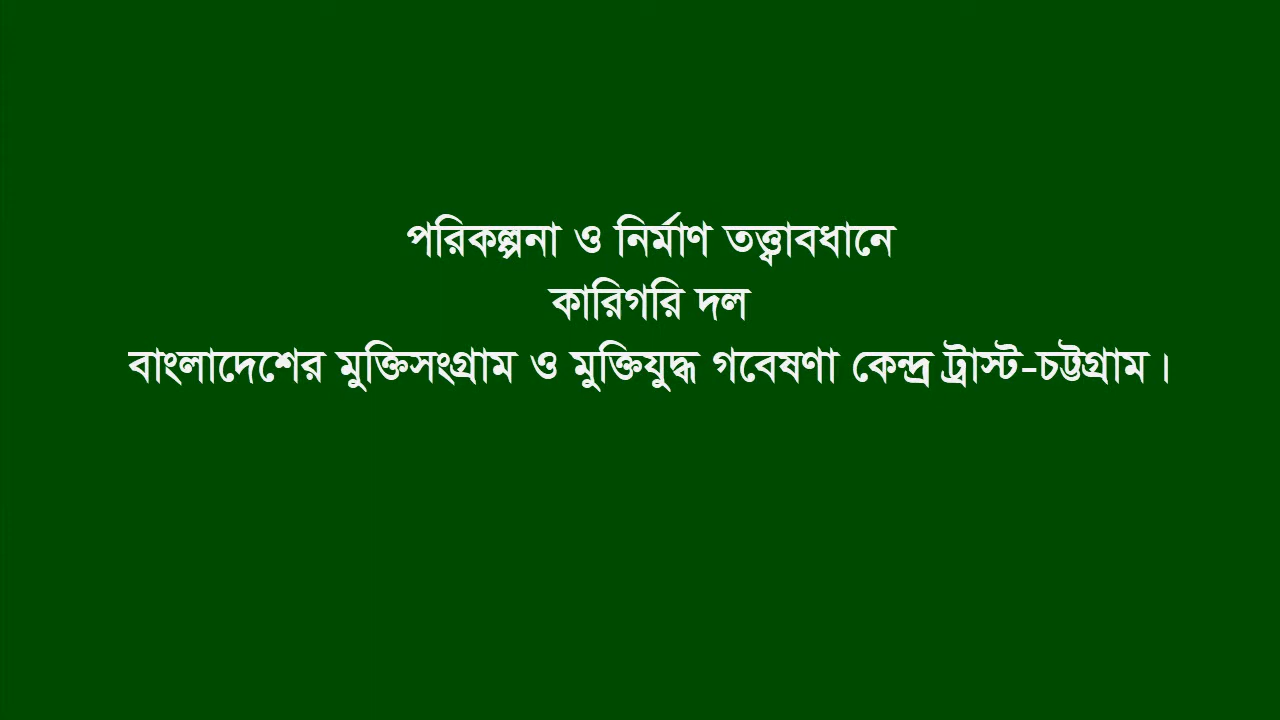 পরিকল্পনা ও নির্মাণ তত্ত্বাবধানে
কারিগরি দল
বাংলাদেশের মুক্তিসংগ্রাম ও মুক্তিযুদ্ধ গবেষণা কেন্দ্র ট্রাস্ট-চট্টগ্রাম।